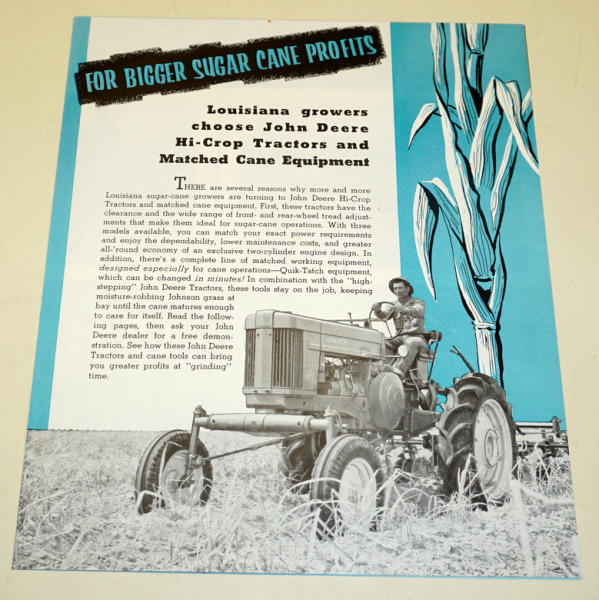 FOR BIGGER SUGAR CANE PROFITS
Louisiana growers
choose John Deere
Hi-Crop Tractors and
Matched Cane Equipment
THERE are several reasons why more and more
Louisiana sugar-cane growers are turning to John Deere Hi-Crop
Tractors and matched cane equipment. First, these tractors have the
clearance and the wide range of front- and rear-wheel tread adjust-
ments that make them ideal for sugar-cane operations. With three
models available, you can match your exact power requirements
and enjoy the dependability, lower maintenance costs, and greater
all-'round economy of an exclusive two-cylinder engine design. In
addition, there's a complete line of matched working equipment,
designed especially for cane operations—Quik-Tatch equipment,
which can be changed in minutes! In combination with the "high-
stepping" John Deere Tractors, these tools stay on the job, keeping
moisture-robbing Johnson grass at
bay until the cane matures enough
to care for itself. Read the follow-
ing pages, then ask your John
Deere dealer for a free demon-
stration. See how these John Deere
Tractors and cane tools can bring
you greater profits at "grinding"
time.